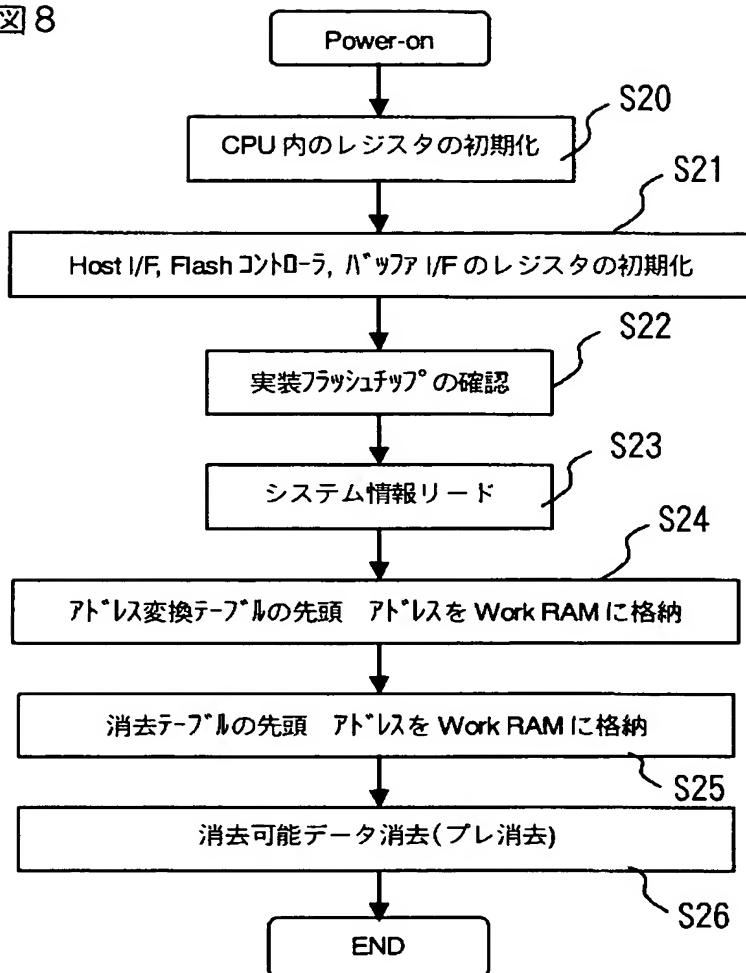 図8
Power-on
S20
CPU内のレジスタの初期化
S21
Host I/F, Flash ｺﾝﾄﾛｰﾗ, ﾊﾞｯﾌｧ I/F のレジスタの初期化
S22
実装ﾌﾗｯｼｭﾁｯﾌﾟの確認
S23
システム情報リード
S24
ｱﾄﾞﾚｽ変換テーブルの先頭　ｱﾄﾞﾚｽを Work RAM に格納
消去ﾃｰﾌﾞﾙの先頭　ｱﾄﾞﾚｽを Work RAM に格納
S25
消去可能データ消去(プレ消去)
S26
END